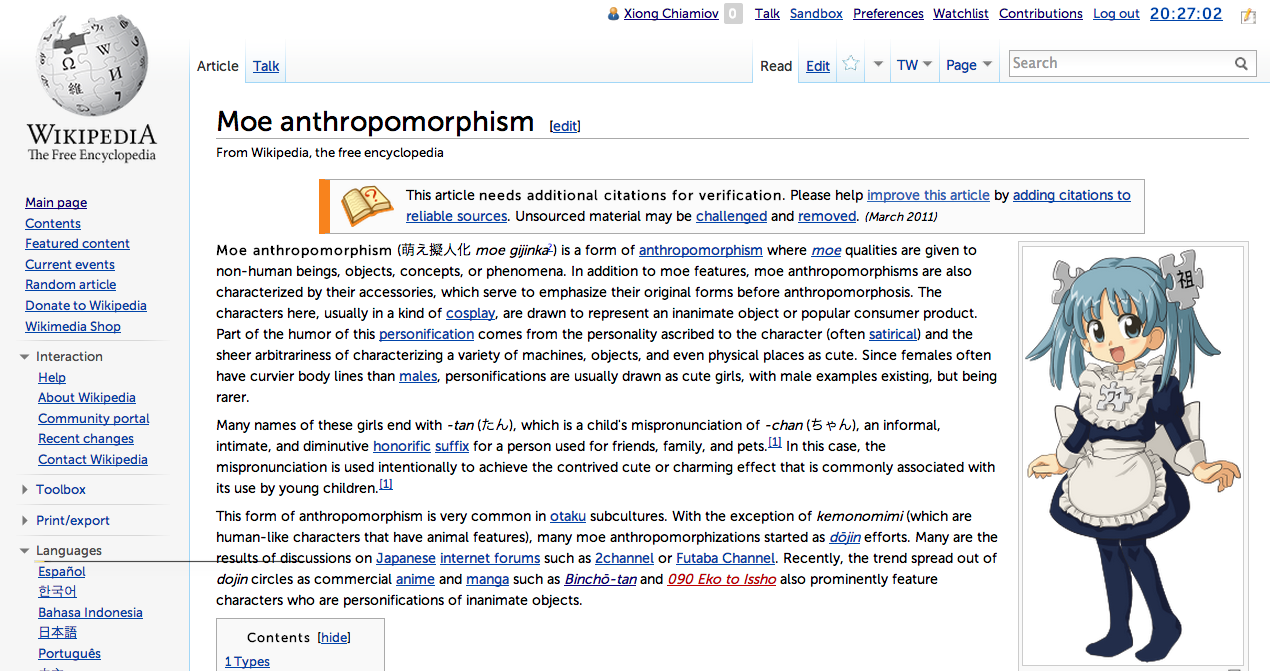 Xiong Chiamiov 0 Talk Sandbox Preferences Watchlist Contributions Log out 20:27:02
Article Talk Read Edit TW Page Search
WIKIPEDIA
The Free Encyclopedia
Main page
Contents
Featured content
Current events
Random article
Donate to Wikipedia
Wikimedia Shop
Interaction
Help
About Wikipedia
Community portal
Recent changes
Contact Wikipedia
Toolbox
Print/export
Languages
Español
한국어
Bahasa Indonesia
日本語
Português
Moe anthropomorphism [edit]
From Wikipedia, the free encyclopedia
This article needs additional citations for verification. Please help improve this article by adding citations to
reliable sources. Unsourced material may be challenged and removed. (March 2011)
Moe anthropomorphism (萌え擬人化 moe gijinka?) is a form of anthropomorphism where moe qualities are given to
non-human beings, objects, concepts, or phenomena. In addition to moe features, moe anthropomorphisms are also
characterized by their accessories, which serve to emphasize their original forms before anthropomorphosis. The
characters here, usually in a kind of cosplay, are drawn to represent an inanimate object or popular consumer product.
Part of the humor of this personification comes from the personality ascribed to the character (often satirical) and the
sheer arbitrariness of characterizing a variety of machines, objects, and even physical places as cute. Since females often
have curvier body lines than males, personifications are usually drawn as cute girls, with male examples existing, but being
rarer.
Many names of these girls end with -tan (たん), which is a child's mispronunciation of -chan (ちゃん), an informal,
intimate, and diminutive honorific suffix for a person used for friends, family, and pets.[1] In this case, the
mispronunciation is used intentionally to achieve the contrived cute or charming effect that is commonly associated with
its use by young children.[1]
This form of anthropomorphism is very common in otaku subcultures. With the exception of kemonomimi (which are
human-like characters that have animal features), many moe anthropomorphizations started as dōjin efforts. Many are the
results of discussions on Japanese internet forums such as 2channel or Futaba Channel. Recently, the trend spread out of
dojin circles as commercial anime and manga such as Binchō-tan and 090 Eko to Issho also prominently feature
characters who are personifications of inanimate objects.
Contents [hide]
1 Types
Ω W И 維 7
祖
ワィ